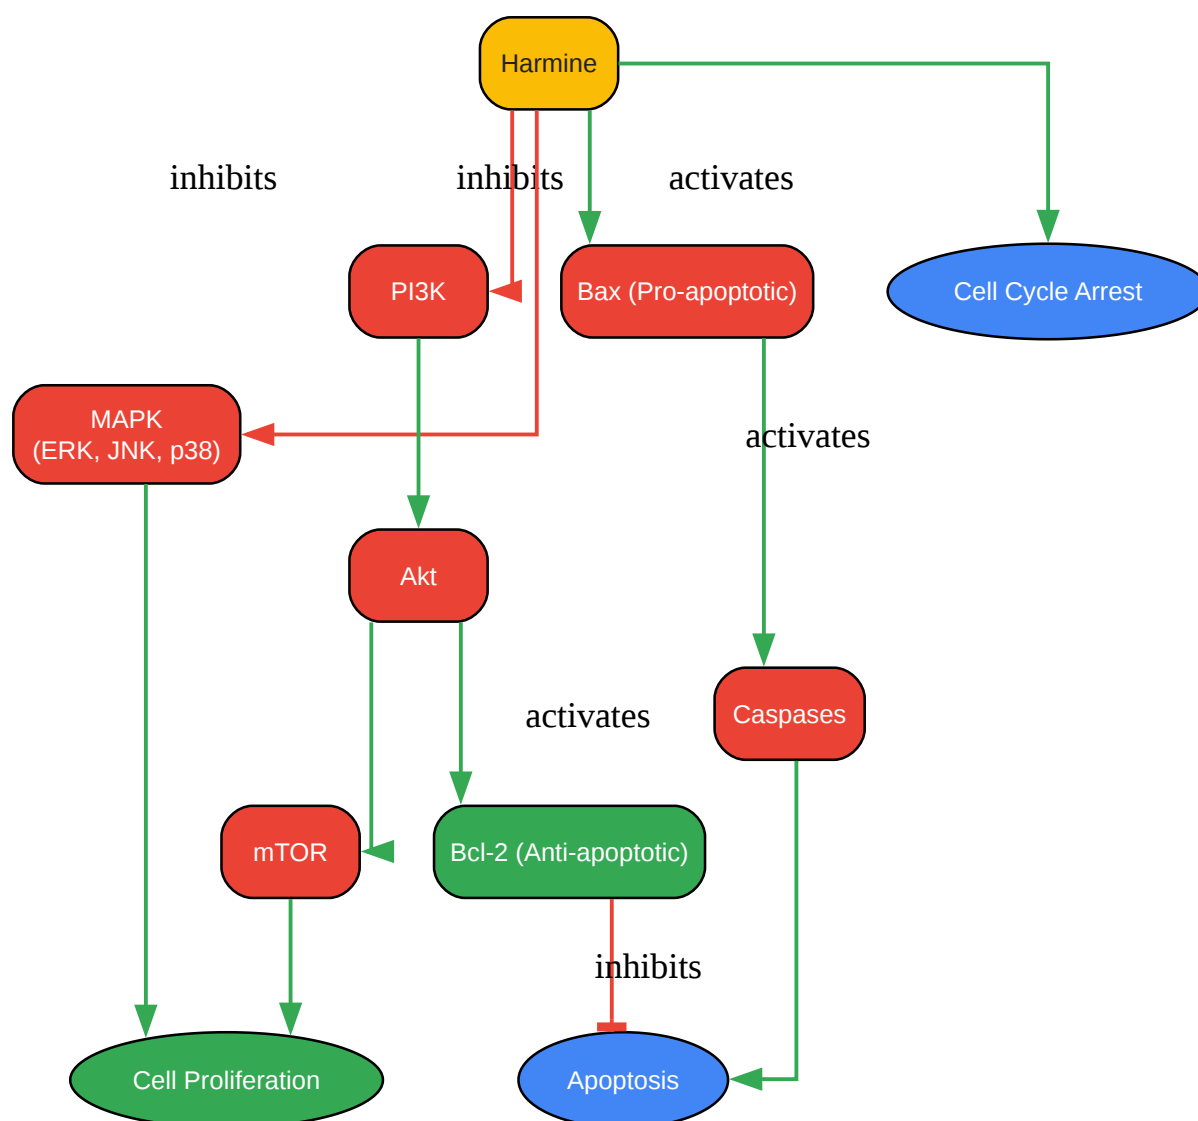 Harmine
inhibits
inhibits
activates
PI3K
Bax (Pro-apoptotic)
Cell Cycle Arrest
MAPK
(ERK, JNK, p38)
activates
Akt
activates
Caspases
mTOR
Bcl-2 (Anti-apoptotic)
inhibits
Cell Proliferation
Apoptosis